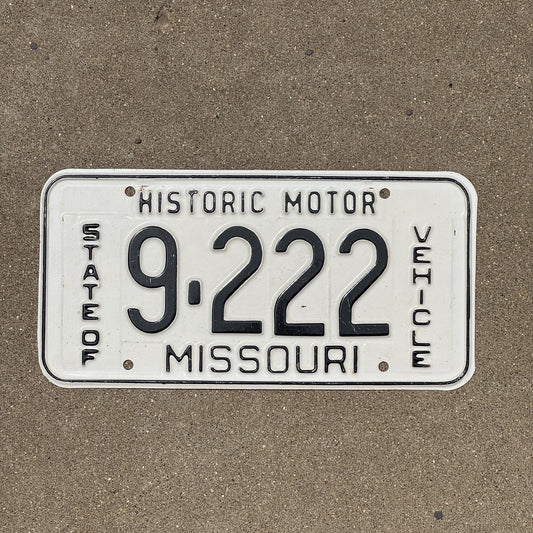 HISTORIC MOTOR
STATE OF
9·222
VEHICLE
MISSOURI